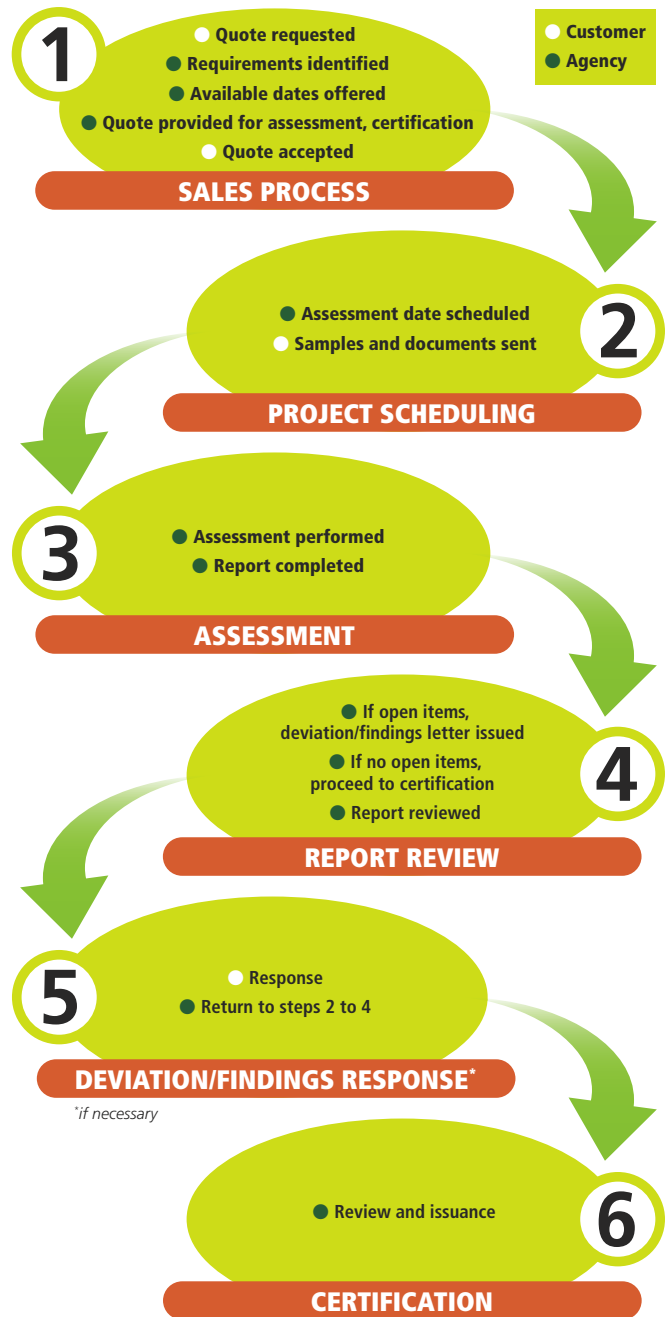 1
Quote requested
Requirements identified
Available dates offered
Quote provided for assessment, certification
Quote accepted
SALES PROCESS
Customer
Agency
Assessment date scheduled
Samples and documents sent
2
PROJECT SCHEDULING
3
Assessment performed
Report completed
ASSESSMENT
If open items,
deviation/findings letter issued
If no open items,
proceed to certification
Report reviewed
4
REPORT REVIEW
5
Response
Return to steps 2 to 4
DEVIATION/FINDINGS RESPONSE*
*if necessary
Review and issuance
6
CERTIFICATION